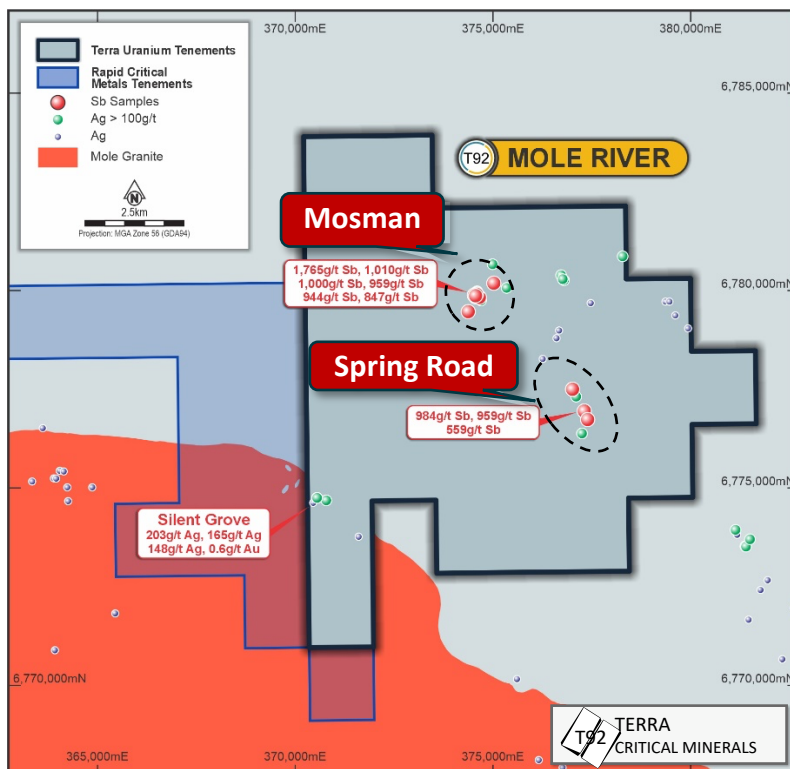 370,000mE
375,000mE
380,000mE
Terra Uranium Tenements
Rapid Critical
Metals Tenements
Sb Samples
Ag > 100g/t
Ag
Mole Granite
N
2.5km
Projection: MGA Zone 56 (GDA94)
6,785,000mN
T92
MOLE RIVER
Mosman
1,765g/t Sb, 1,010g/t Sb
1,000g/t Sb, 959g/t Sb
944g/t Sb, 847g/t Sb
6,780,000mN
Spring Road
984g/t Sb, 959g/t Sb
559g/t Sb
6,775,000mN
Silent Grove
203g/t Ag, 165g/t Ag
148g/t Ag, 0.6g/t Au
6,770,000mN
6,770,000mN
T92
TERRA
CRITICAL MINERALS
365,000mE
370,000mE
375,000mE
380,000mE